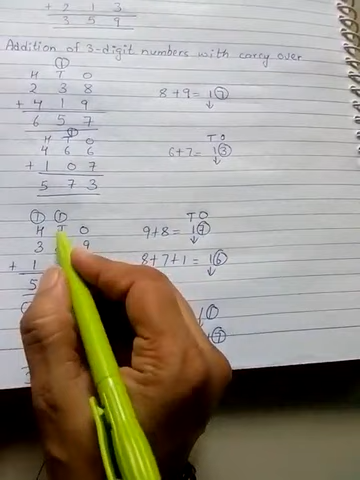 + 2 1 3
3 5 9
Addition of 3-digit numbers with carry over
1
H T O
2 3 8 8+9= 17
+ 4 1 9
6 5 7
1
H T O T O
4 6 6 6+7= 13
+ 1 0 7
5 7 3
1 1 T O
H T O 9+8= 17
3 9
+ 1 8+7+1= 16
5